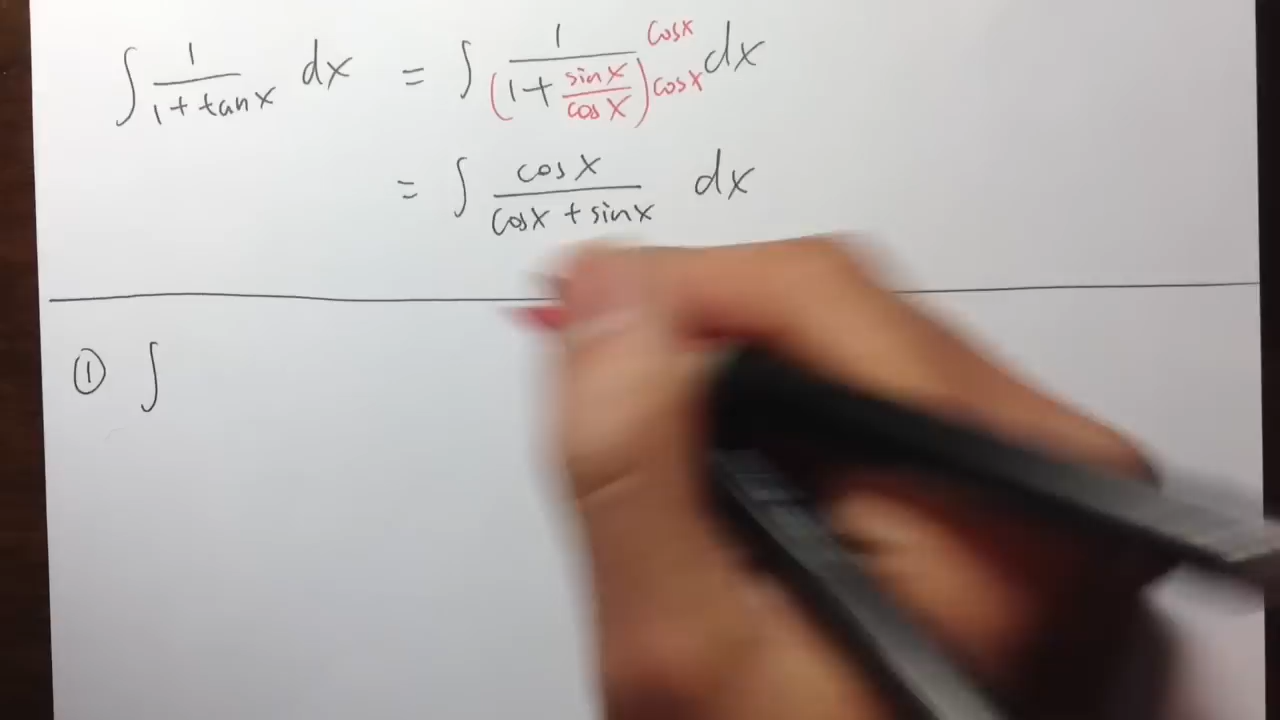 ∫ 1/(1 + tan x) dx = ∫ 1/(1 + sin x/cos x) cos x/cos x dx
= ∫ cos x/(cos x + sin x) dx
① ∫